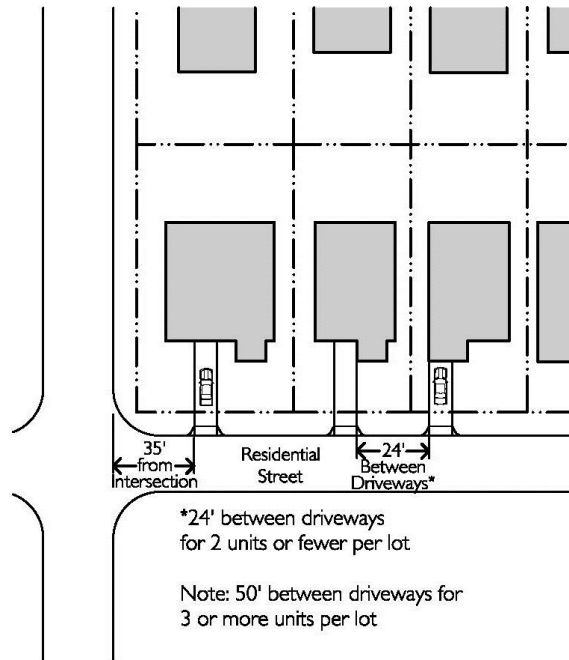 35'
from
Intersection
Residential
Street
24'
Between
Driveways*
*24' between driveways
for 2 units or fewer per lot
Note: 50' between driveways for
3 or more units per lot